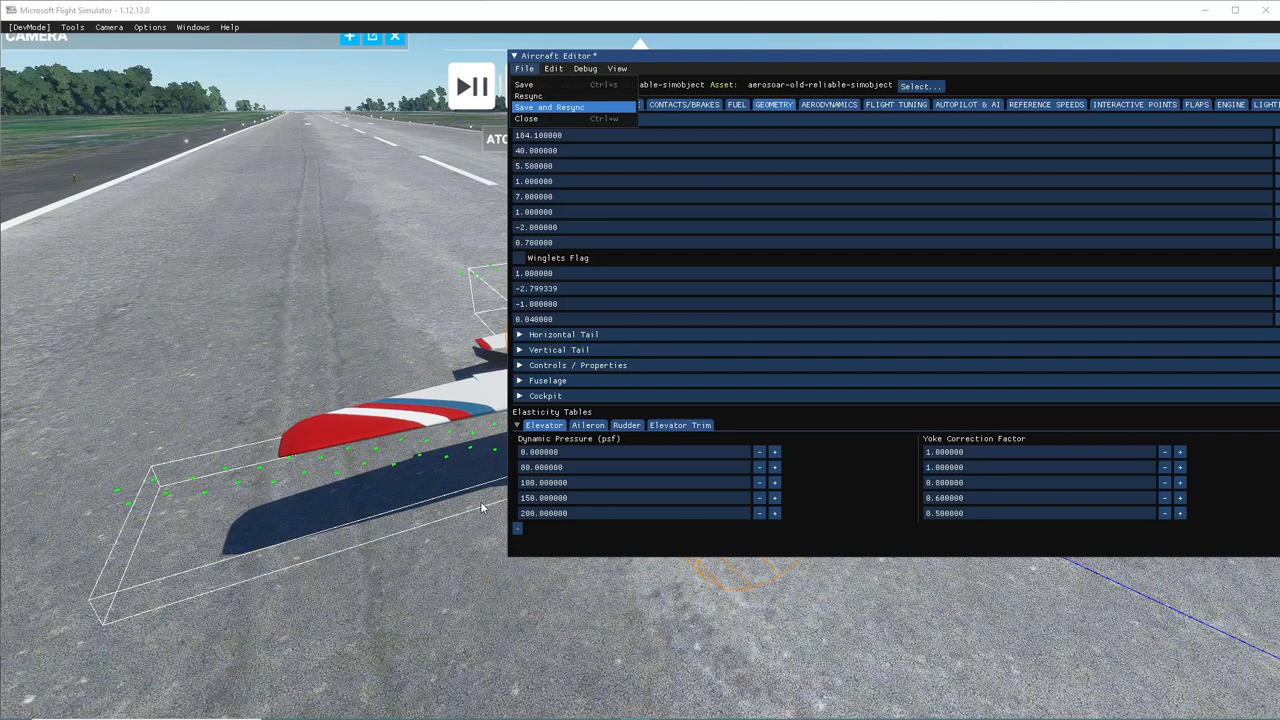 Microsoft Flight Simulator - 1.12.13.0
[DevMode] Tools Camera Options Windows Help
CAMERA
Aircraft Editor*
File Edit Debug View
Save Ctrl+s
able-simobject Asset: aerosoar-old-reliable-simobject Select...
Resync
Save and Resync
Close Ctrl+w
CONTACTS/BRAKES FUEL GEOMETRY AERODYNAMICS FLIGHT TUNING AUTOPILOT & AI REFERENCE SPEEDS INTERACTIVE POINTS FLAPS ENGINE LIGHT
ATC
184.100000
40.000000
5.500000
1.000000
7.000000
1.000000
-2.000000
0.700000
Winglets Flag
1.000000
-2.799339
-1.000000
0.040000
Horizontal Tail
Vertical Tail
Controls / Properties
Fuselage
Cockpit
Elasticity Tables
Elevator Aileron Rudder Elevator Trim
Dynamic Pressure (psf) Yoke Correction Factor
0.000000 - + 1.000000 - +
80.000000 - + 1.000000 - +
100.000000 - + 0.800000 - +
150.000000 - + 0.600000 - +
200.000000 - + 0.500000 - +
+